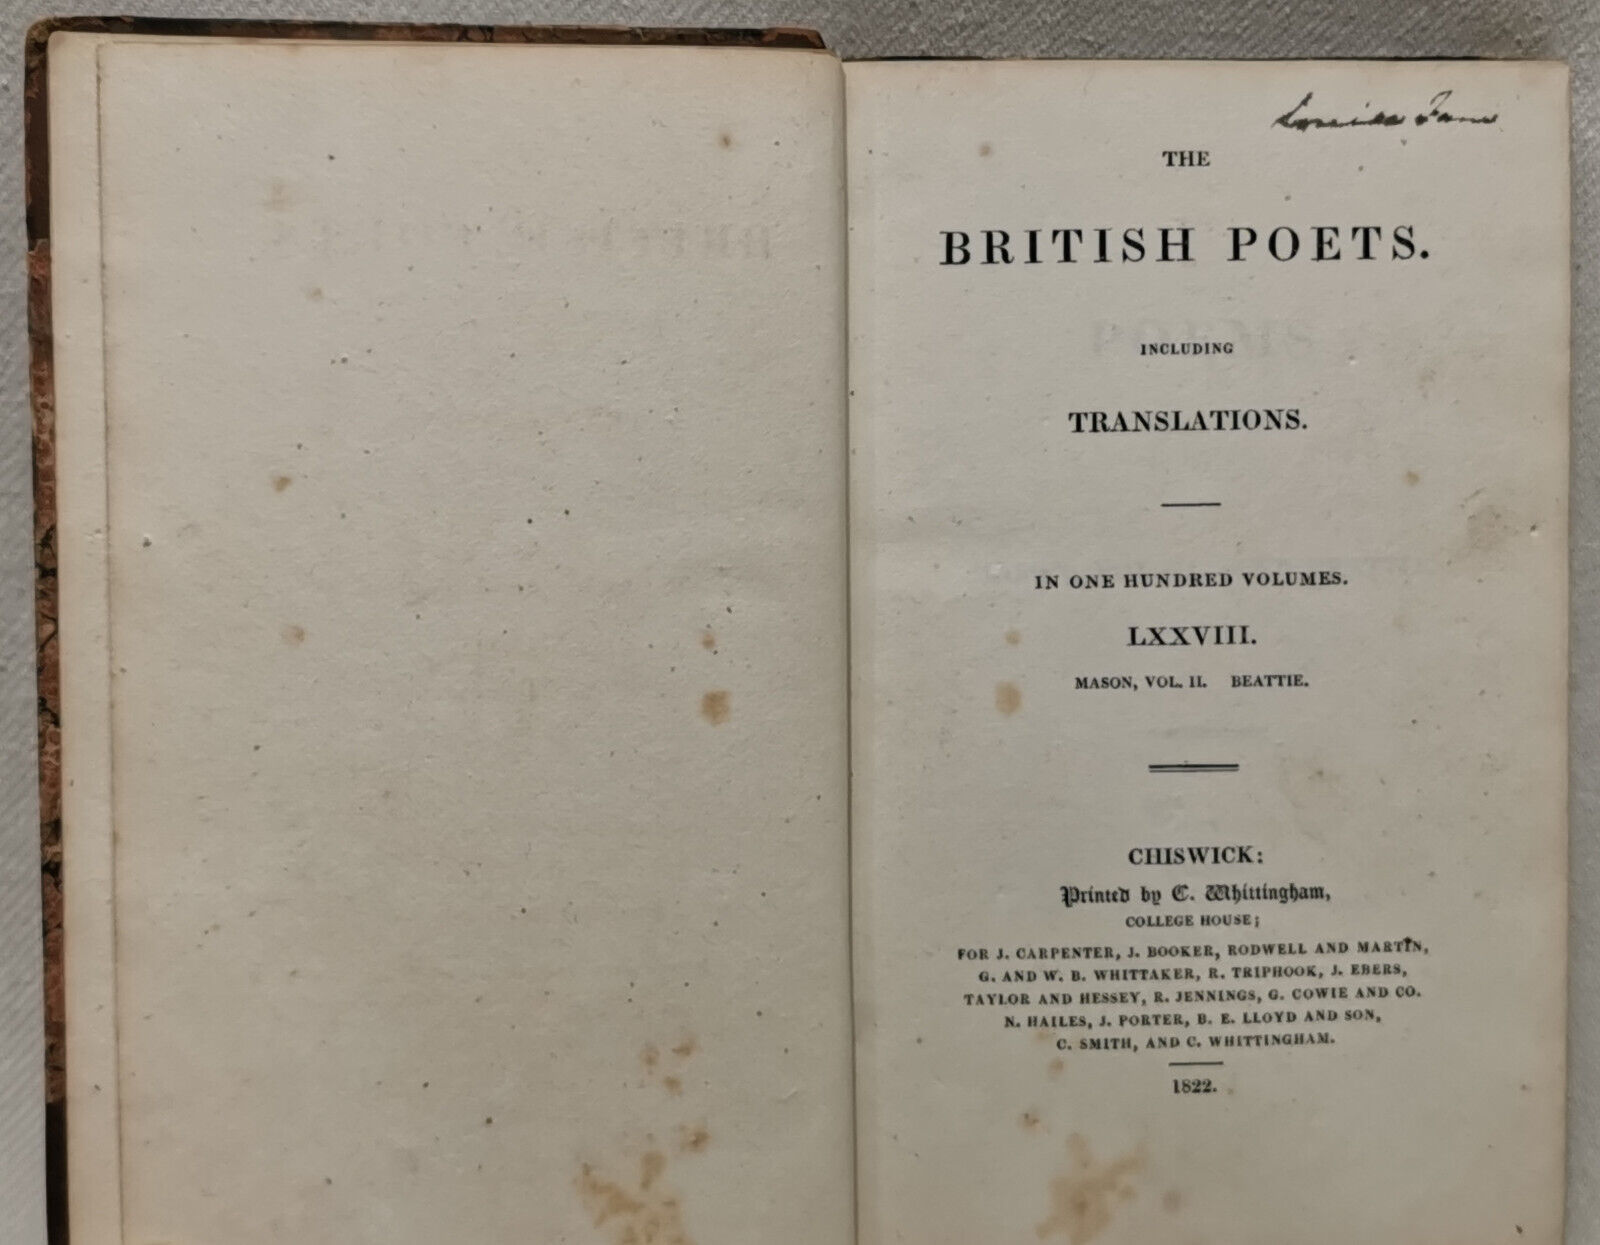 Louisa Fane
THE
BRITISH POETS.
INCLUDING
TRANSLATIONS.
IN ONE HUNDRED VOLUMES.
LXXVIII.
MASON, VOL. II. BEATTIE.
CHISWICK:
Printed by C. Whittingham,
COLLEGE HOUSE;
FOR J. CARPENTER, J. BOOKER, RODWELL AND MARTIN,
G. AND W. B. WHITTAKER, R. TRIPHOOK, J. EBERS,
TAYLOR AND HESSEY, R. JENNINGS, G. COWIE AND CO.
N. HAILES, J. PORTER, B. E. LLOYD AND SON,
C. SMITH, AND C. WHITTINGHAM.
1822.